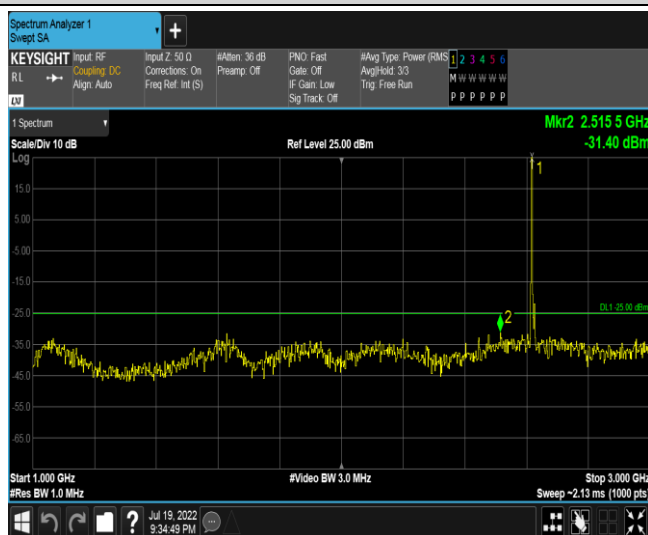 Spectrum Analyzer 1
Swept SA
+
KEYSIGHT Input: RF Input Z: 50 Ω #Atten: 36 dB PNO: Fast #Avg Type: Power (RMS 1 2 3 4 5 6
RL Coupling: DC Corrections: On Preamp: Off Gate: Off Avg|Hold: 3/3 M W W W W W
Align: Auto Freq Ref: Int (S) IF Gain: Low Trig: Free Run
Sig Track: Off P P P P P P
LXI
1 Spectrum Mkr2 2.515 5 GHz
Scale/Div 10 dB Ref Level 25.00 dBm -31.40 dBm
Log
1
15.0
5.00
-5.00
-15.0
-25.0 DL1 -25.00 dBm
2
-35.0
-45.0
-55.0
-65.0
Start 1.000 GHz #Video BW 3.0 MHz Stop 3.000 GHz
#Res BW 1.0 MHz Sweep ~2.13 ms (1000 pts)
? Jul 19, 2022
9:34:49 PM